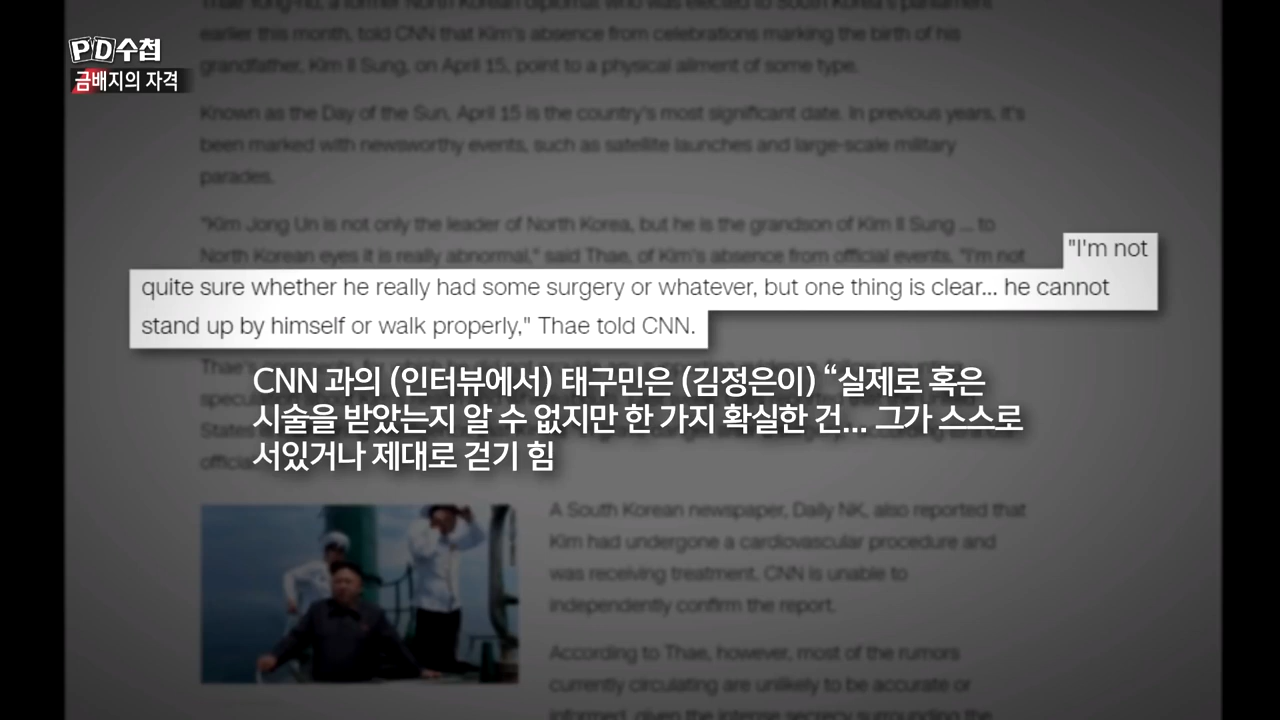 PD수첩
금배지의 자격
Thae Yong-ho, a former North Korean diplomat who was elected to South Korea's parliament
earlier this month, told CNN that Kim's absence from celebrations marking the birth of his
grandfather, Kim Il Sung, on April 15, point to a physical ailment of some type.
Known as the Day of the Sun, April 15 is the country's most significant date. In previous years, it's
been marked with newsworthy events, such as satellite launches and large-scale military
parades.
"Kim Jong Un is not only the leader of North Korea, but he is the grandson of Kim Il Sung ... to
North Korean eyes it is really abnormal," said Thae, of Kim's absence from official events. "I'm not
"I'm not
quite sure whether he really had some surgery or whatever, but one thing is clear... he cannot
stand up by himself or walk properly," Thae told CNN.
CNN 과의 (인터뷰에서) 태구민은 (김정은이) “실제로 혹은
시술을 받았는지 알 수 없지만 한 가지 확실한 건... 그가 스스로
서있거나 제대로 걷기 힘
A South Korean newspaper, Daily NK, also reported that
Kim had undergone a cardiovascular procedure and
was receiving treatment. CNN is unable to
independently confirm the report.
According to Thae, however, most of the rumors
currently circulating are unlikely to be accurate or
informed, given the intense secrecy surrounding the